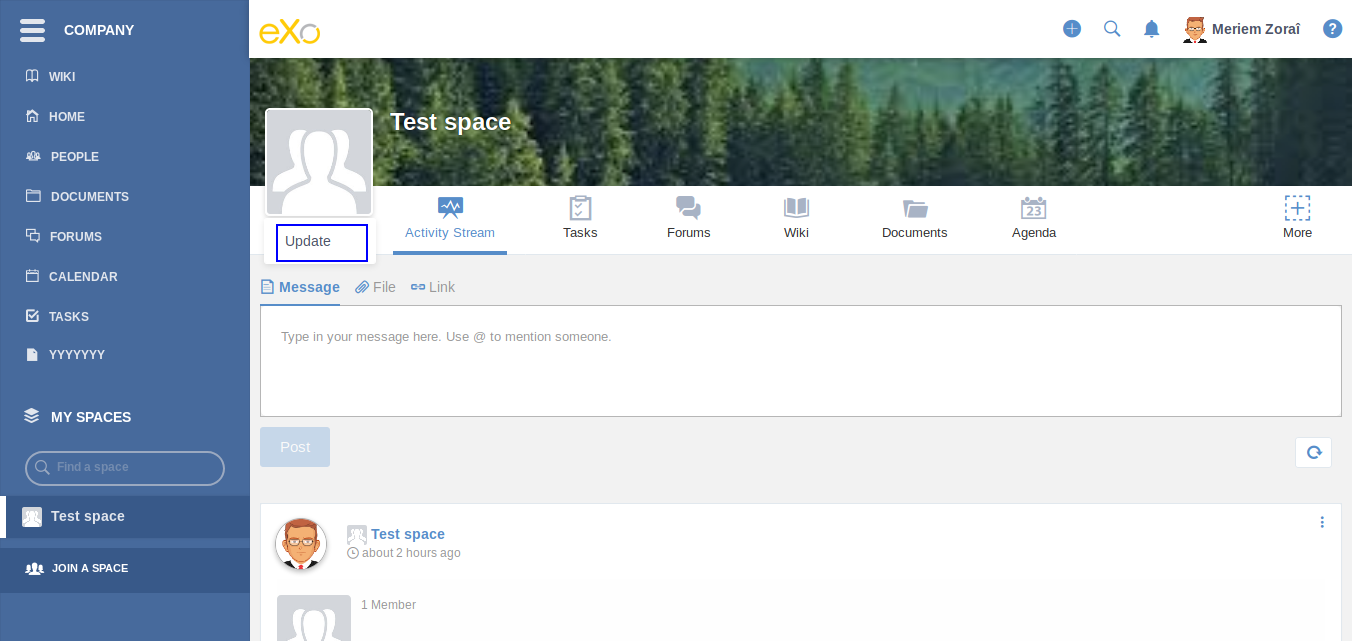 COMPANY
WIKI
HOME
PEOPLE
DOCUMENTS
FORUMS
CALENDAR
TASKS
YYYYYYY
MY SPACES
Find a space
Test space
JOIN A SPACE
eXo
Meriem Zoraî
?
Test space
Update
Activity Stream
Tasks
Forums
Wiki
Documents
23
Agenda
More
Message
File
Link
Type in your message here. Use @ to mention someone.
Post
Test space
about 2 hours ago
1 Member